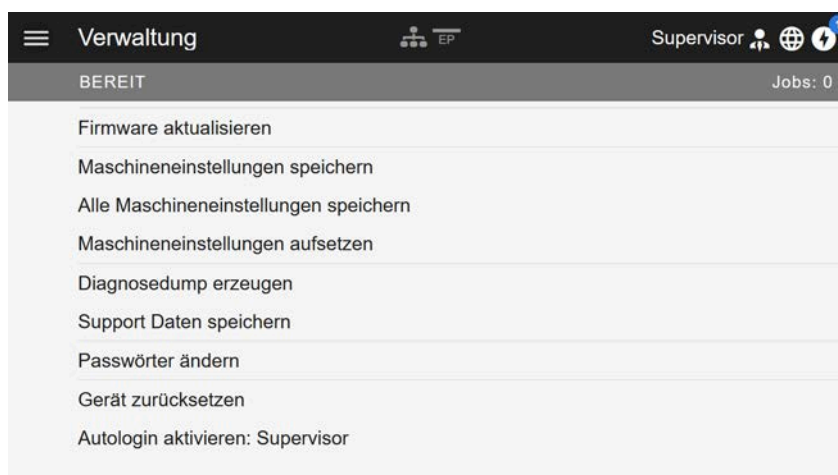 Verwaltung EP Supervisor
BEREIT Jobs: 0
Firmware aktualisieren
Maschineneinstellungen speichern
Alle Maschineneinstellungen speichern
Maschineneinstellungen aufsetzen
Diagnosedump erzeugen
Support Daten speichern
Passwörter ändern
Gerät zurücksetzen
Autologin aktivieren: Supervisor